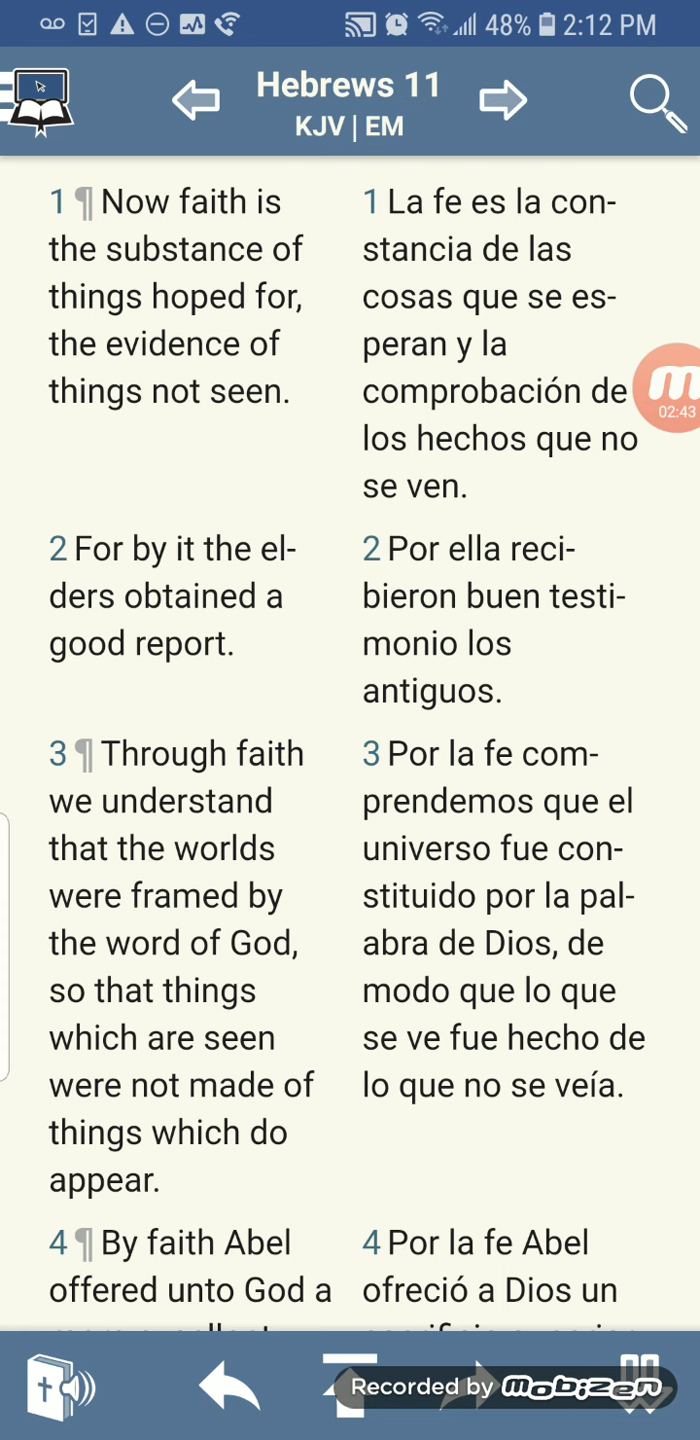 48% 2:12 PM
Hebrews 11
KJV | EM
1 ¶ Now faith is
the substance of
things hoped for,
the evidence of
things not seen.
1 La fe es la con-
stancia de las
cosas que se es-
peran y la
comprobación de
los hechos que no
se ven.
02:43
2 For by it the el-
ders obtained a
good report.
2 Por ella reci-
bieron buen testi-
monio los
antiguos.
3 ¶ Through faith
we understand
that the worlds
were framed by
the word of God,
so that things
which are seen
were not made of
things which do
appear.
3 Por la fe com-
prendemos que el
universo fue con-
stituido por la pal-
abra de Dios, de
modo que lo que
se ve fue hecho de
lo que no se veía.
4 ¶ By faith Abel
offered unto God a
4 Por la fe Abel
ofreció a Dios un
Recorded by mobizen